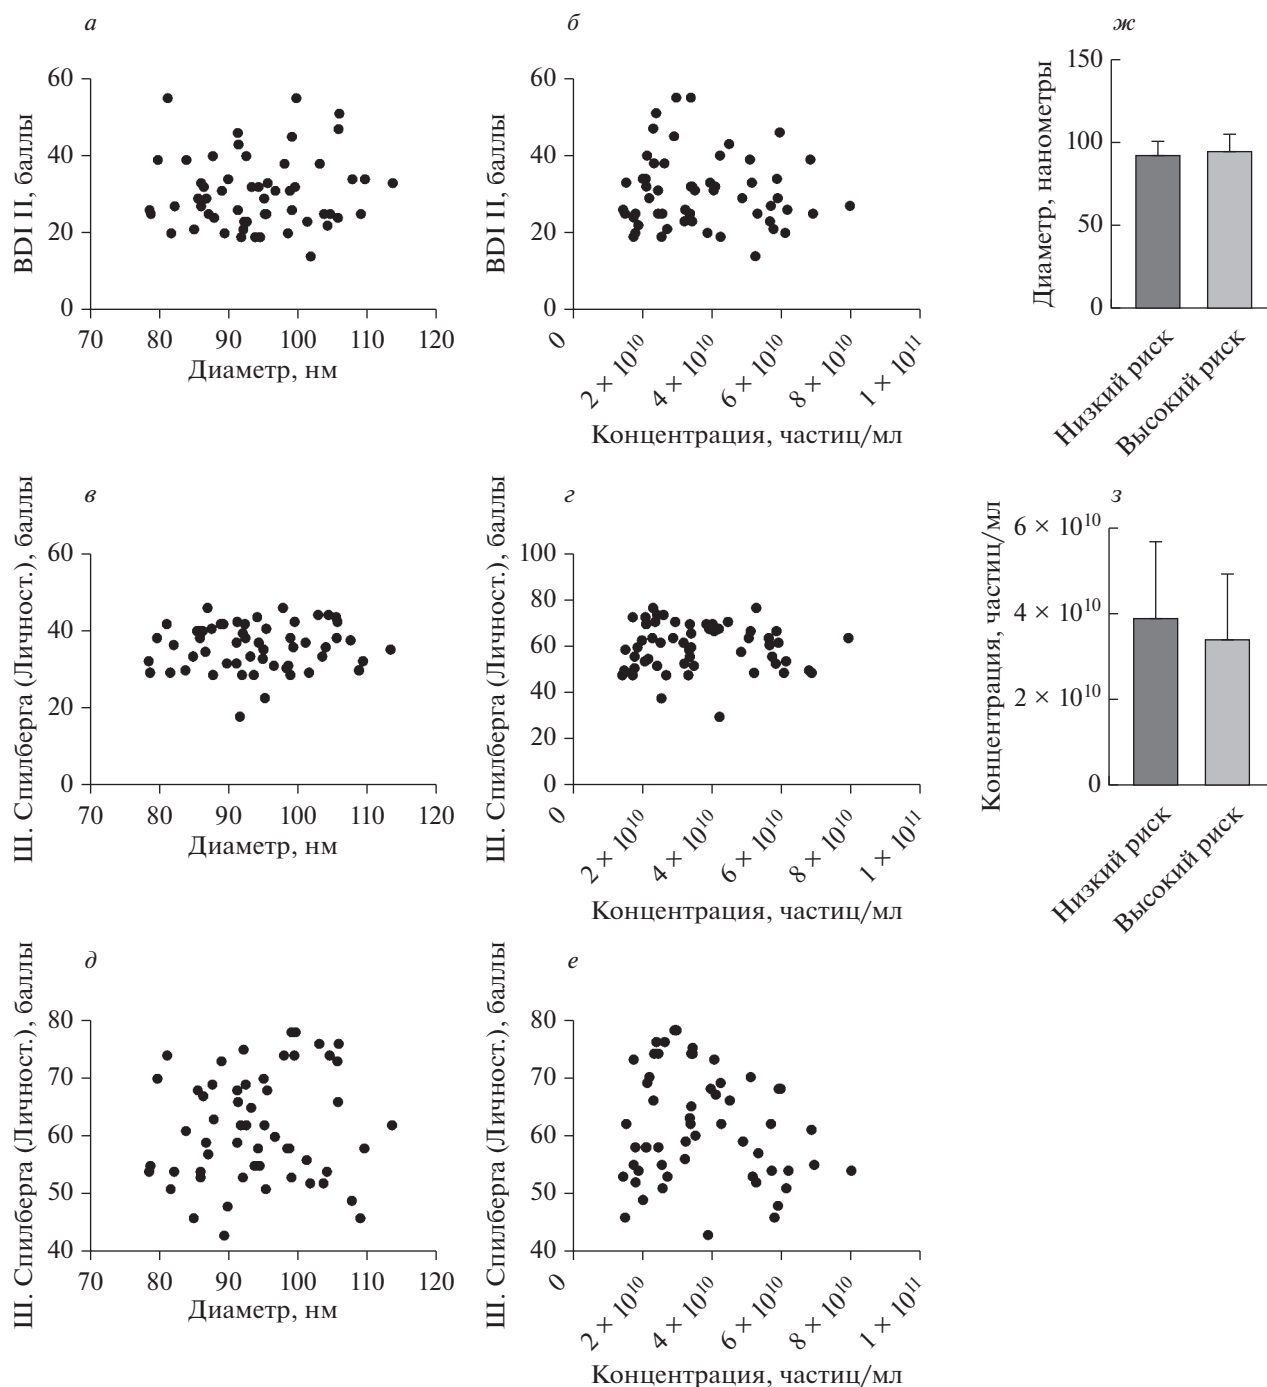 а
BDI II, баллы
60
40
20
0
70 80 90 100 110 120
Диаметр, нм
б
BDI II, баллы
60
40
20
0
0
2 × 10¹⁰
4 × 10¹⁰
6 × 10¹⁰
8 × 10¹⁰
1 × 10¹¹
Концентрация, частиц/мл
ж
Диаметр, нанометры
150
100
50
0
Низкий риск
Высокий риск
в
Ш. Спилберга (Личност.), баллы
60
40
20
0
70 80 90 100 110 120
Диаметр, нм
г
Ш. Спилберга (Личност.), баллы
100
80
60
40
20
0
0
2 × 10¹⁰
4 × 10¹⁰
6 × 10¹⁰
8 × 10¹⁰
1 × 10¹¹
Концентрация, частиц/мл
з
Концентрация, частиц/мл
6 × 10¹⁰
4 × 10¹⁰
2 × 10¹⁰
0
Низкий риск
Высокий риск
д
Ш. Спилберга (Личност.), баллы
80
70
60
50
40
70 80 90 100 110 120
Диаметр, нм
е
Ш. Спилберга (Личност.), баллы
80
70
60
50
40
0
2 × 10¹⁰
4 × 10¹⁰
6 × 10¹⁰
8 × 10¹⁰
1 × 10¹¹
Концентрация, частиц/мл